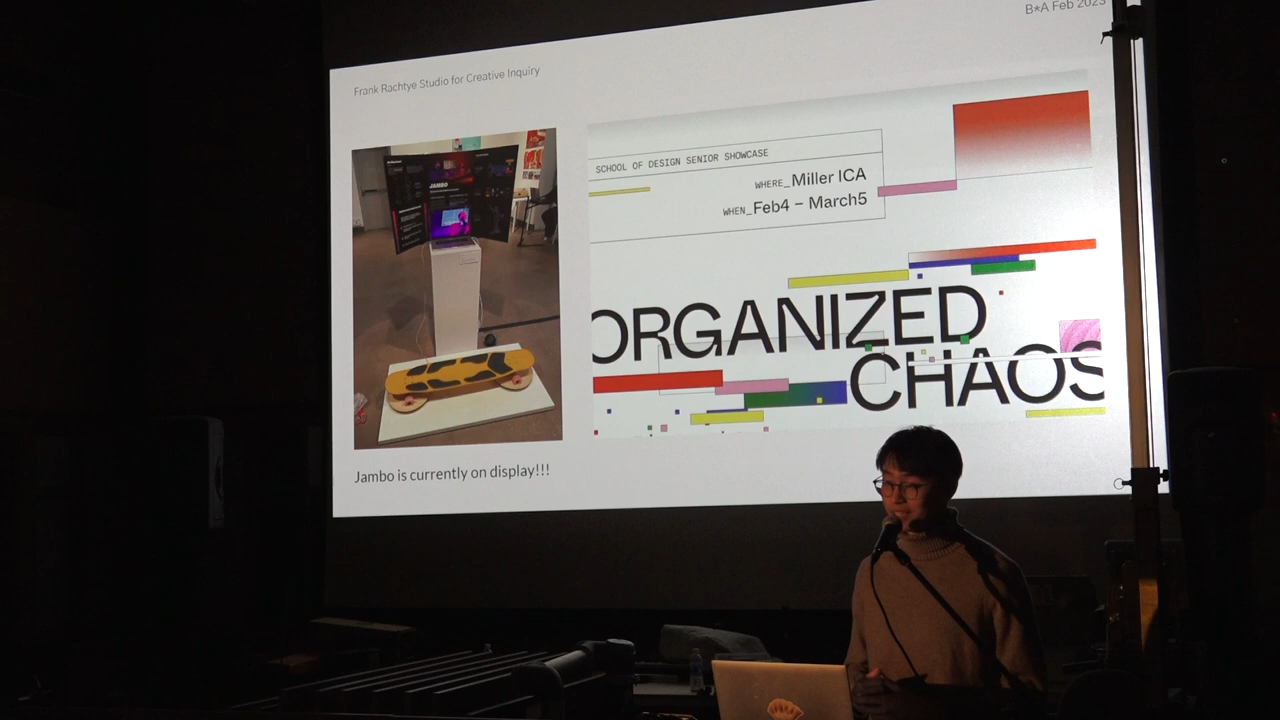 B*A Feb 2023
Frank Rachtye Studio for Creative Inquiry
JAMBO
SCHOOL OF DESIGN SENIOR SHOWCASE
WHERE_Miller ICA
WHEN_Feb4 – March5
ORGANIZED
CHAOS
Jambo is currently on display!!!